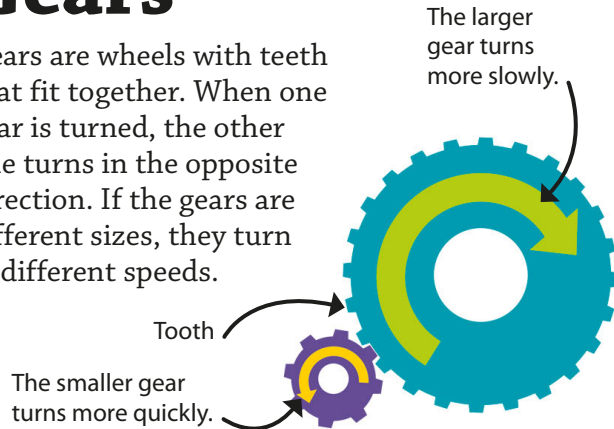 Gears
ears are wheels with teeth
at fit together. When one
ar is turned, the other
e turns in the opposite
rection. If the gears are
fferent sizes, they turn
different speeds.
The larger
gear turns
more slowly.
Tooth
The smaller gear
turns more quickly.